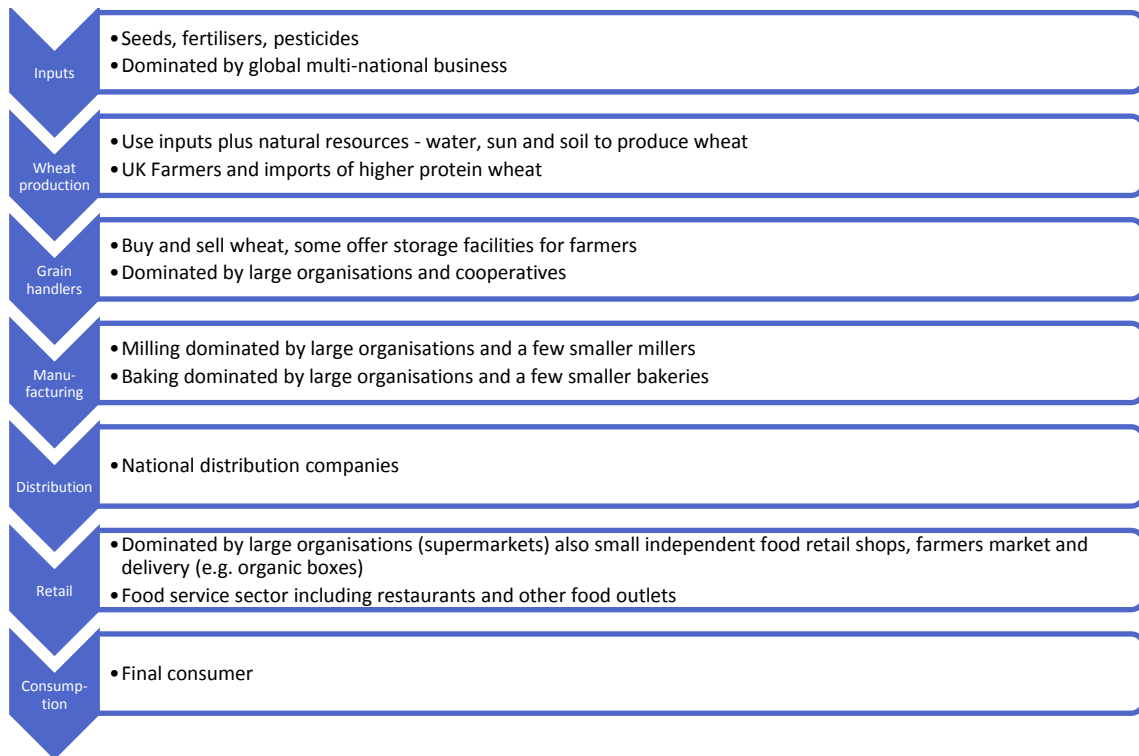 Inputs
•Seeds, fertilisers, pesticides
•Dominated by global multi-national business
Wheat
production
•Use inputs plus natural resources - water, sun and soil to produce wheat
•UK Farmers and imports of higher protein wheat
Grain
handlers
•Buy and sell wheat, some offer storage facilities for farmers
•Dominated by large organisations and cooperatives
Manu-
facturing
•Milling dominated by large organisations and a few smaller millers
•Baking dominated by large organisations and a few smaller bakeries
Distribution
•National distribution companies
Retail
•Dominated by large organisations (supermarkets) also small independent food retail shops, farmers market and
delivery (e.g. organic boxes)
•Food service sector including restaurants and other food outlets
Consump-
tion
•Final consumer